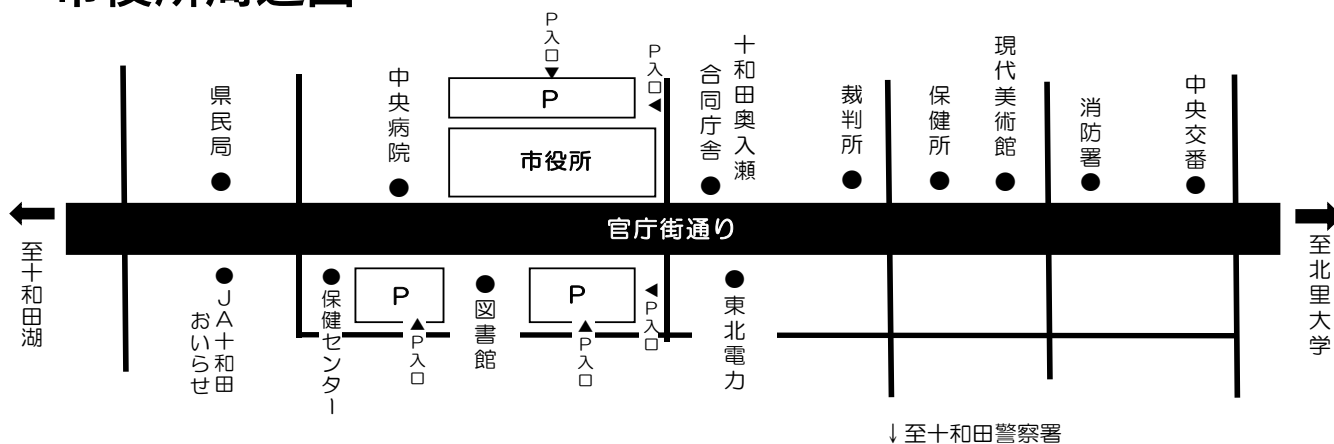 市役所周辺図
P入口
P
P入口
市役所
県民局
中央病院
十和田奥入瀬
合同庁舎
裁判所
保健所
現代美術館
消防署
中央交番
官庁街通り
至十和田湖
至北里大学
JA十和田
おいらせ
保健センター
P
P入口
図書館
P
P入口
P入口
東北電力
↓至十和田警察署